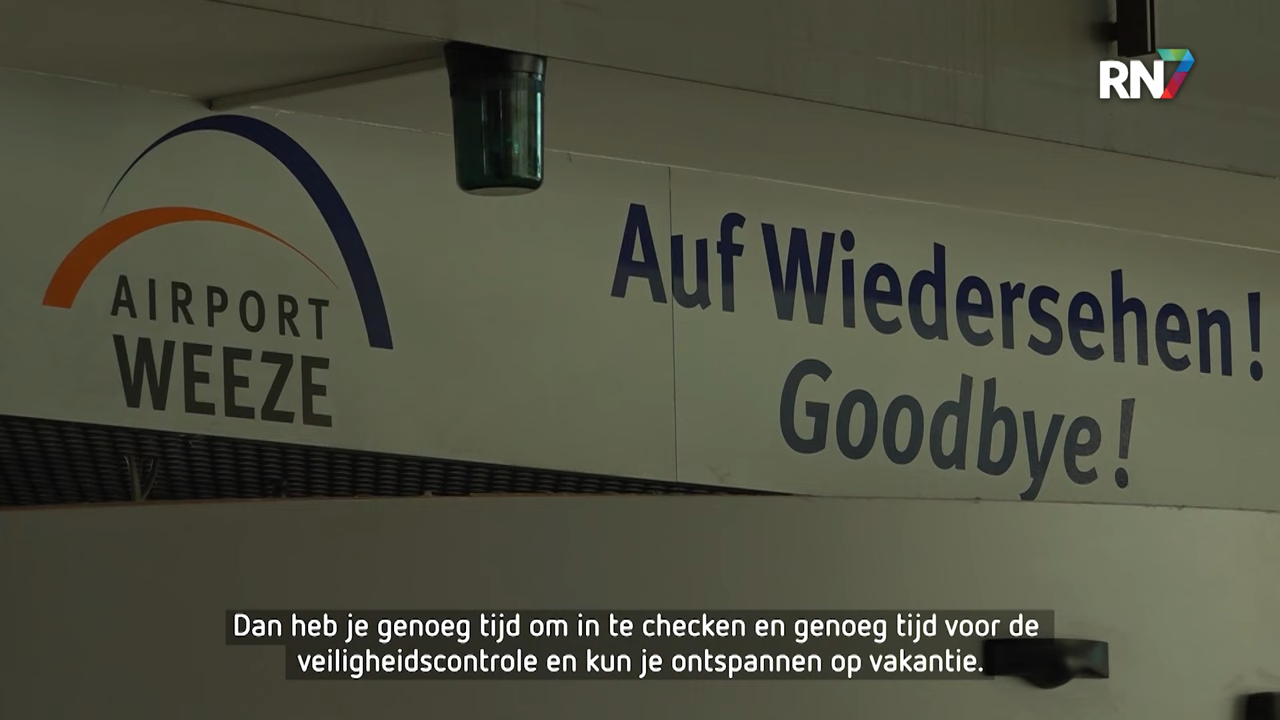 RN7
AIRPORT
WEEZE
Auf Wiedersehen!
Goodbye!
Dan heb je genoeg tijd om in te checken en genoeg tijd voor de
veiligheidscontrole en kun je ontspannen op vakantie.